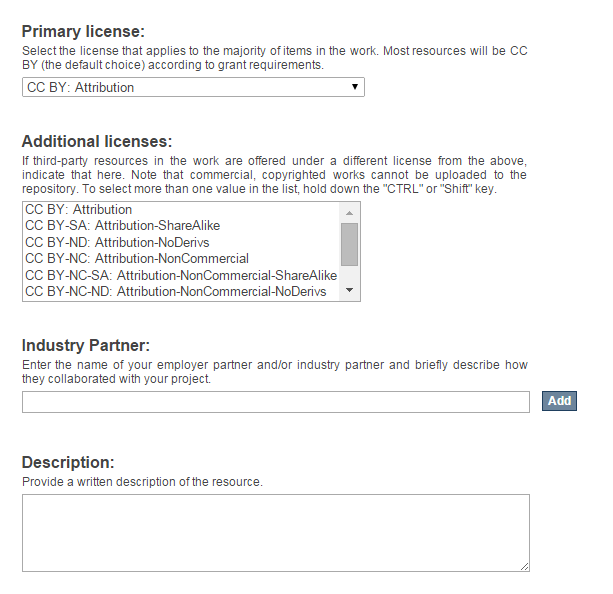 Primary license:
Select the license that applies to the majority of items in the work. Most resources will be CC
BY (the default choice) according to grant requirements.
CC BY: Attribution
Additional licenses:
If third-party resources in the work are offered under a different license from the above,
indicate that here. Note that commercial, copyrighted works cannot be uploaded to the
repository. To select more than one value in the list, hold down the "CTRL" or "Shift" key.
CC BY: Attribution
CC BY-SA: Attribution-ShareAlike
CC BY-ND: Attribution-NoDerivs
CC BY-NC: Attribution-NonCommercial
CC BY-NC-SA: Attribution-NonCommercial-ShareAlike
CC BY-NC-ND: Attribution-NonCommercial-NoDerivs
Industry Partner:
Enter the name of your employer partner and/or industry partner and briefly describe how
they collaborated with your project.
Add
Description:
Provide a written description of the resource.